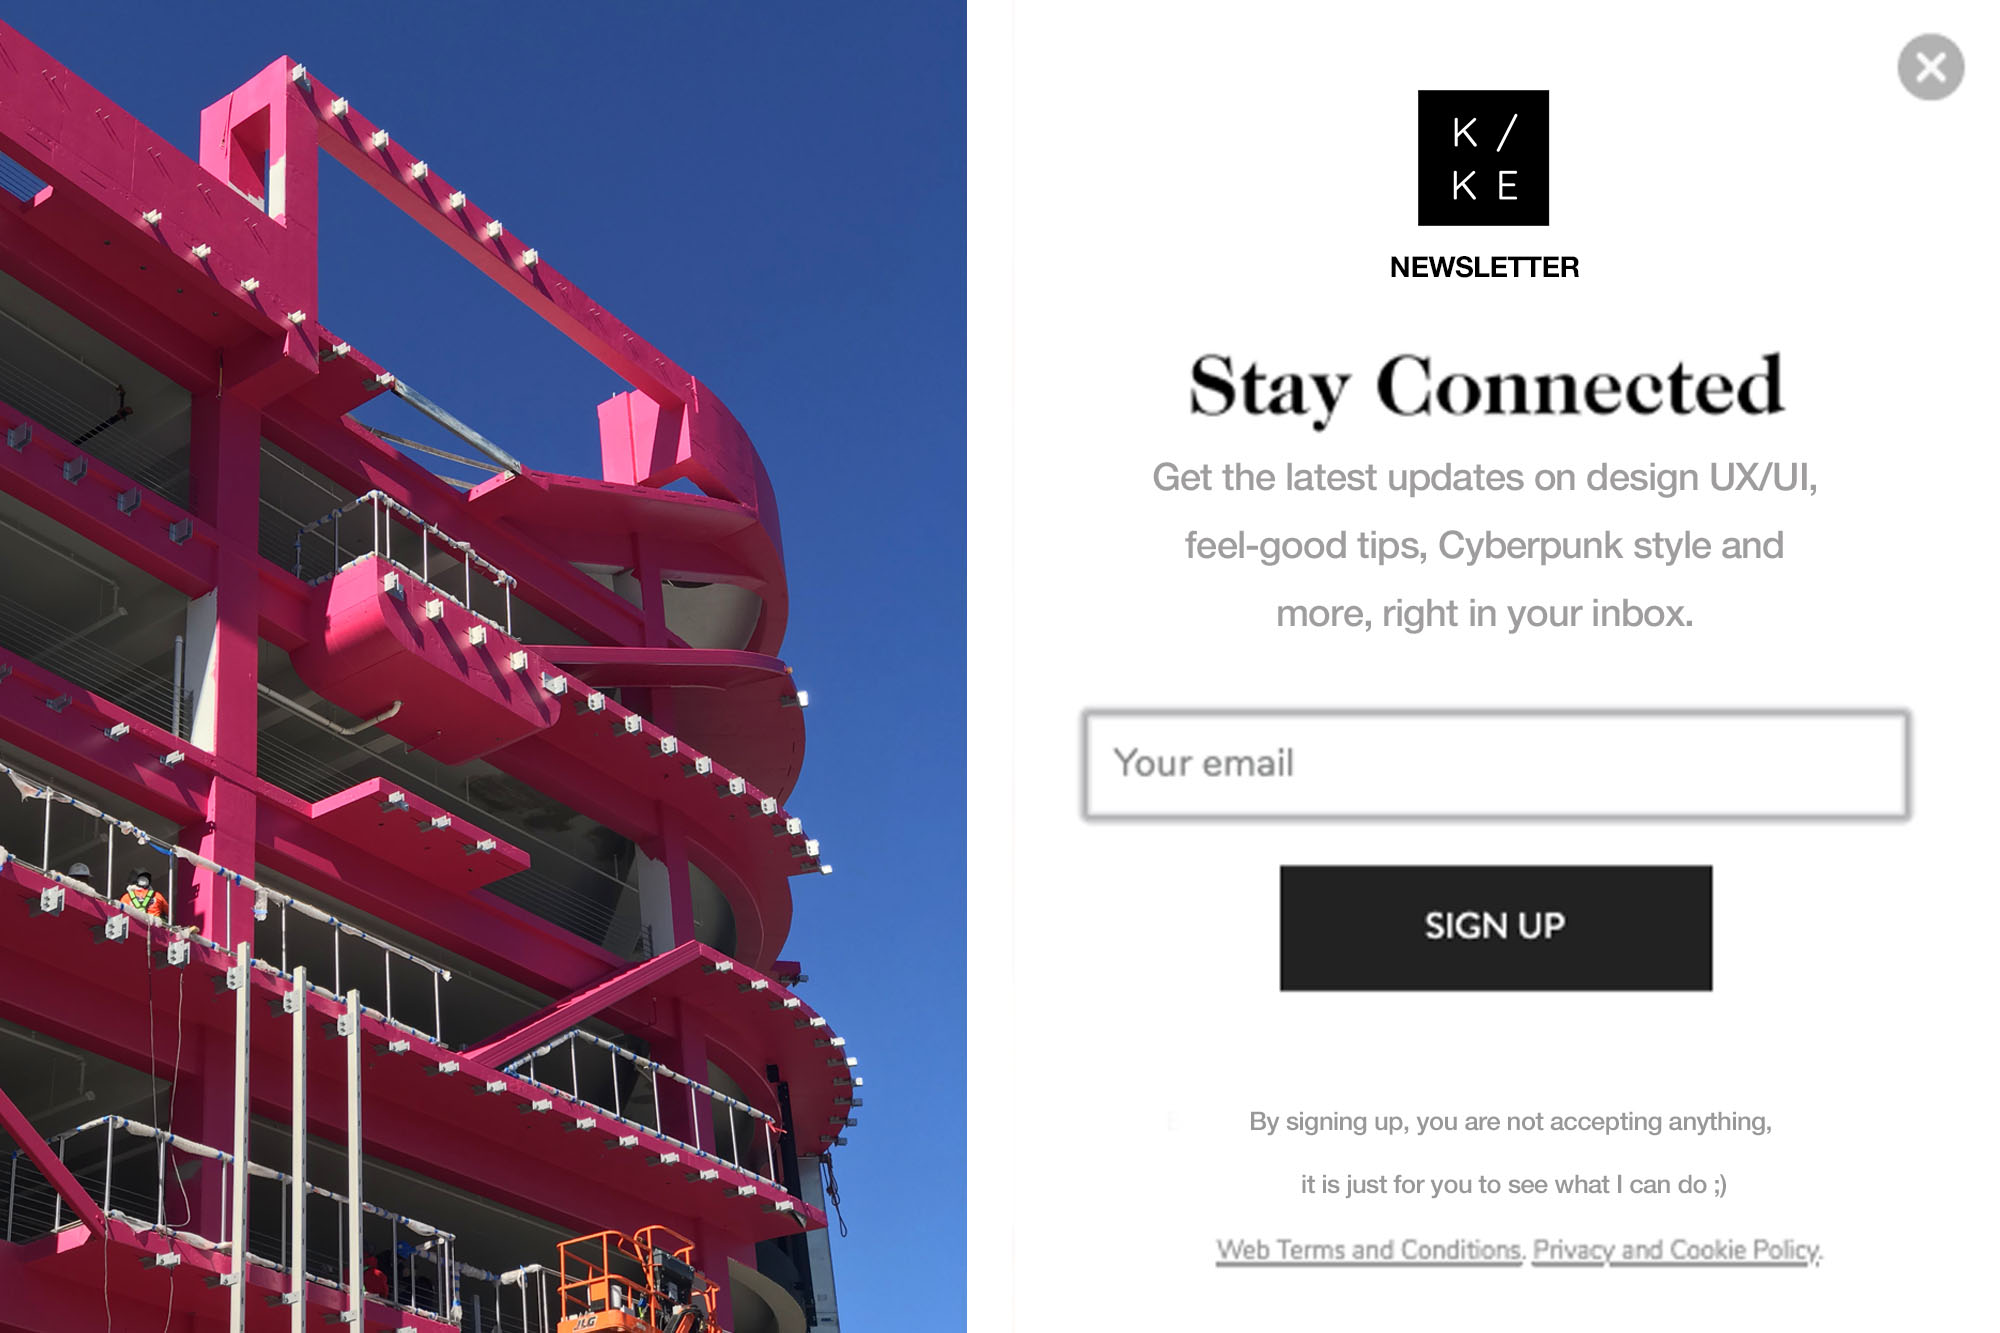 K /
K E
NEWSLETTER
Stay Connected
Get the latest updates on design UX/UI,
feel-good tips, Cyberpunk style and
more, right in your inbox.
Your email
SIGN UP
By signing up, you are not accepting anything,
it is just for you to see what I can do ;)
Web Terms and Conditions. Privacy and Cookie Policy.
JLG